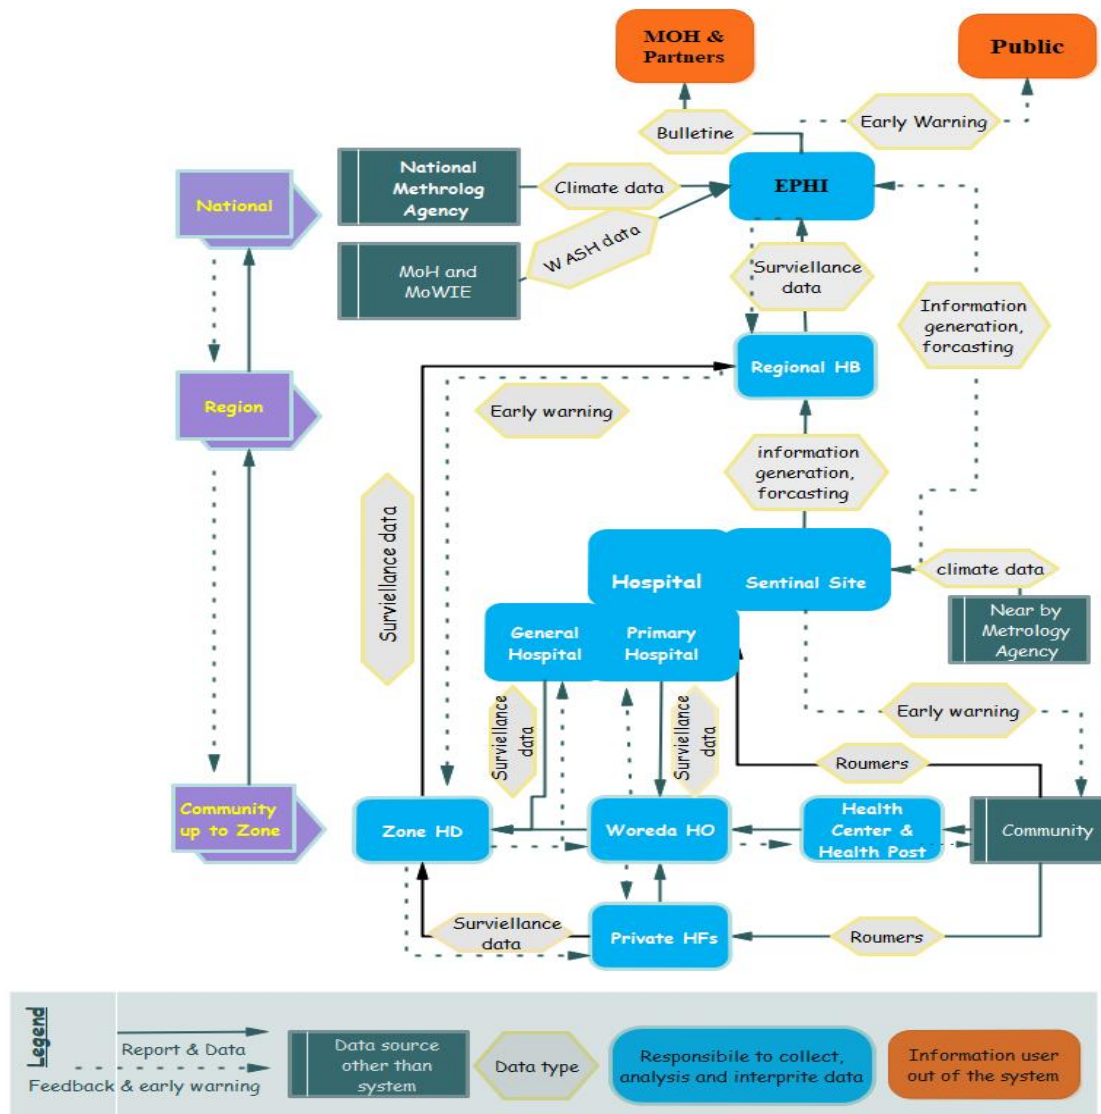 MOH &
Partners
Public
Bulletine
Early Warning
National
Methrolog
Agency
Climate data
EPHI
National
MoH and
MoWIE
WASH data
Surviellance
data
Information
generation,
forcasting
Regional HB
Region
Early warning
information
generation,
forcasting
Surviellance data
Hospital
Sentinal Site
climate data
Near by
Metrology
Agency
General
Hospital
Primary
Hospital
Surviellance
data
Surviellance
data
Early warning
Roumers
Community
up to Zone
Zone HD
Woreda HO
Health
Center &
Health Post
Community
Surviellance
data
Private HFs
Roumers
Legend
Report & Data
Feedback & early warning
Data source
other than
system
Data type
Responsibile to collect,
analysis and interprite data
Information user
out of the system